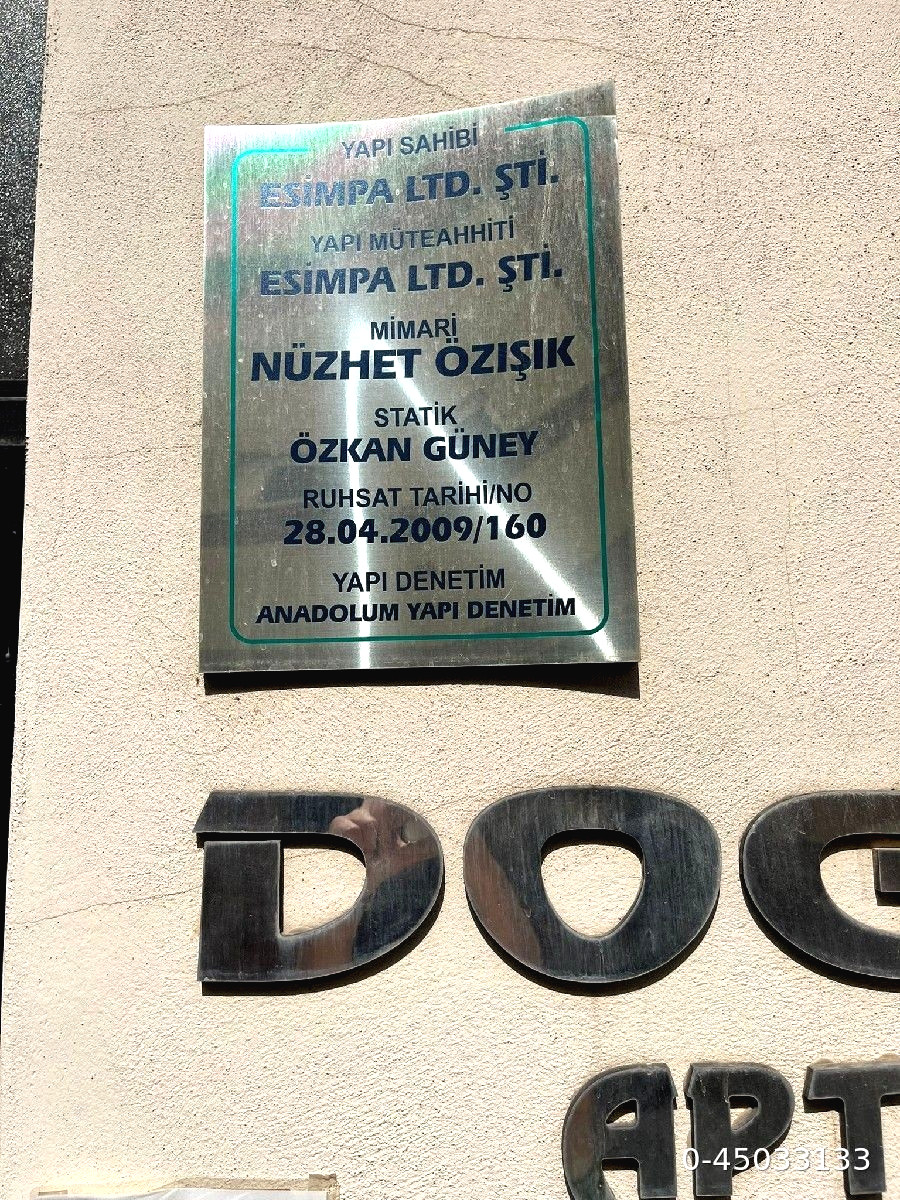 YAPI SAHİBİ
ESİMPA LTD. ŞTİ.
YAPI MÜTEAHHİTİ
ESİMPA LTD. ŞTİ.
MİMARİ
NÜZHET ÖZIŞIK
STATİK
ÖZKAN GÜNEY
RUHSAT TARİHİ/NO
28.04.2009/160
YAPI DENETİM
ANADOLUM YAPI DENETİM
DOG
APT
0-45033133